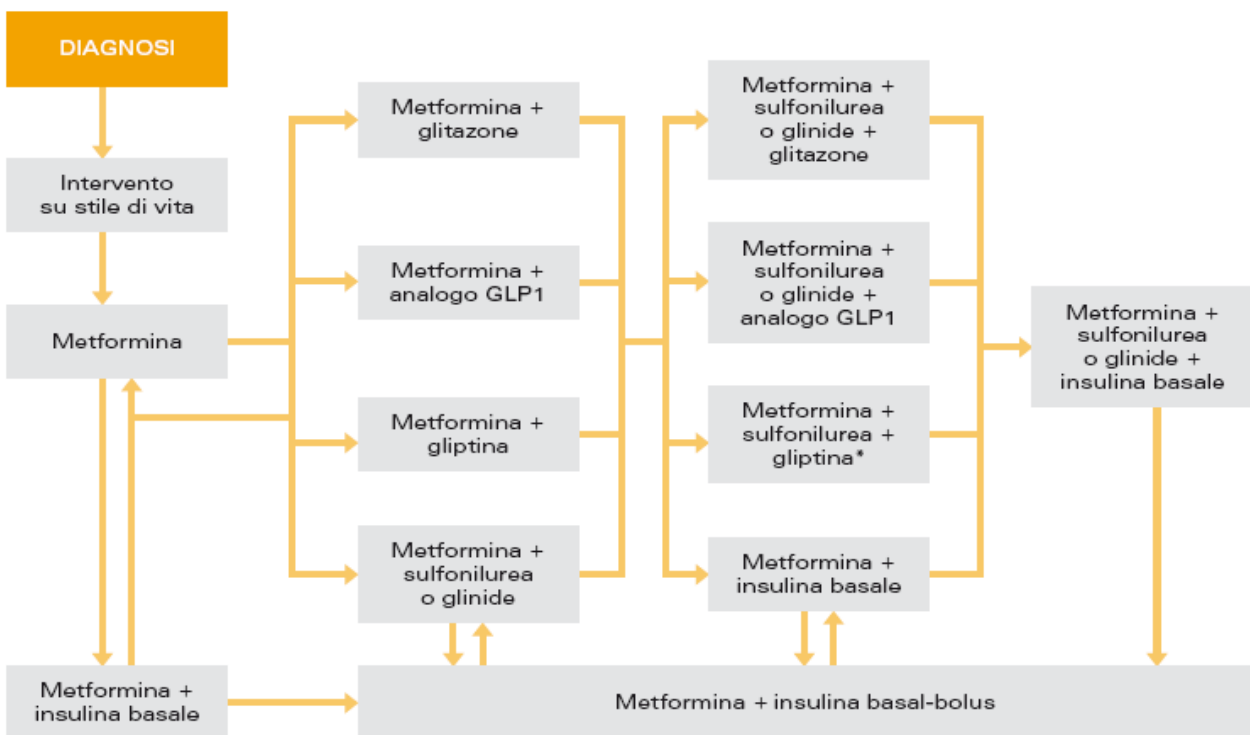 DIAGNOSI
Intervento
su stile di vita
Metformina
Metformina +
insulina basale
Metformina +
glitazone
Metformina +
analogo GLP1
Metformina +
gliptina
Metformina +
sulfonilurea
o glinide
Metformina +
sulfonilurea
o glinide +
glitazone
Metformina +
sulfonilurea
o glinide +
analogo GLP1
Metformina +
sulfonilurea +
gliptina*
Metformina +
insulina basale
Metformina +
sulfonilurea
o glinide +
insulina basale
Metformina + insulina basal-bolus